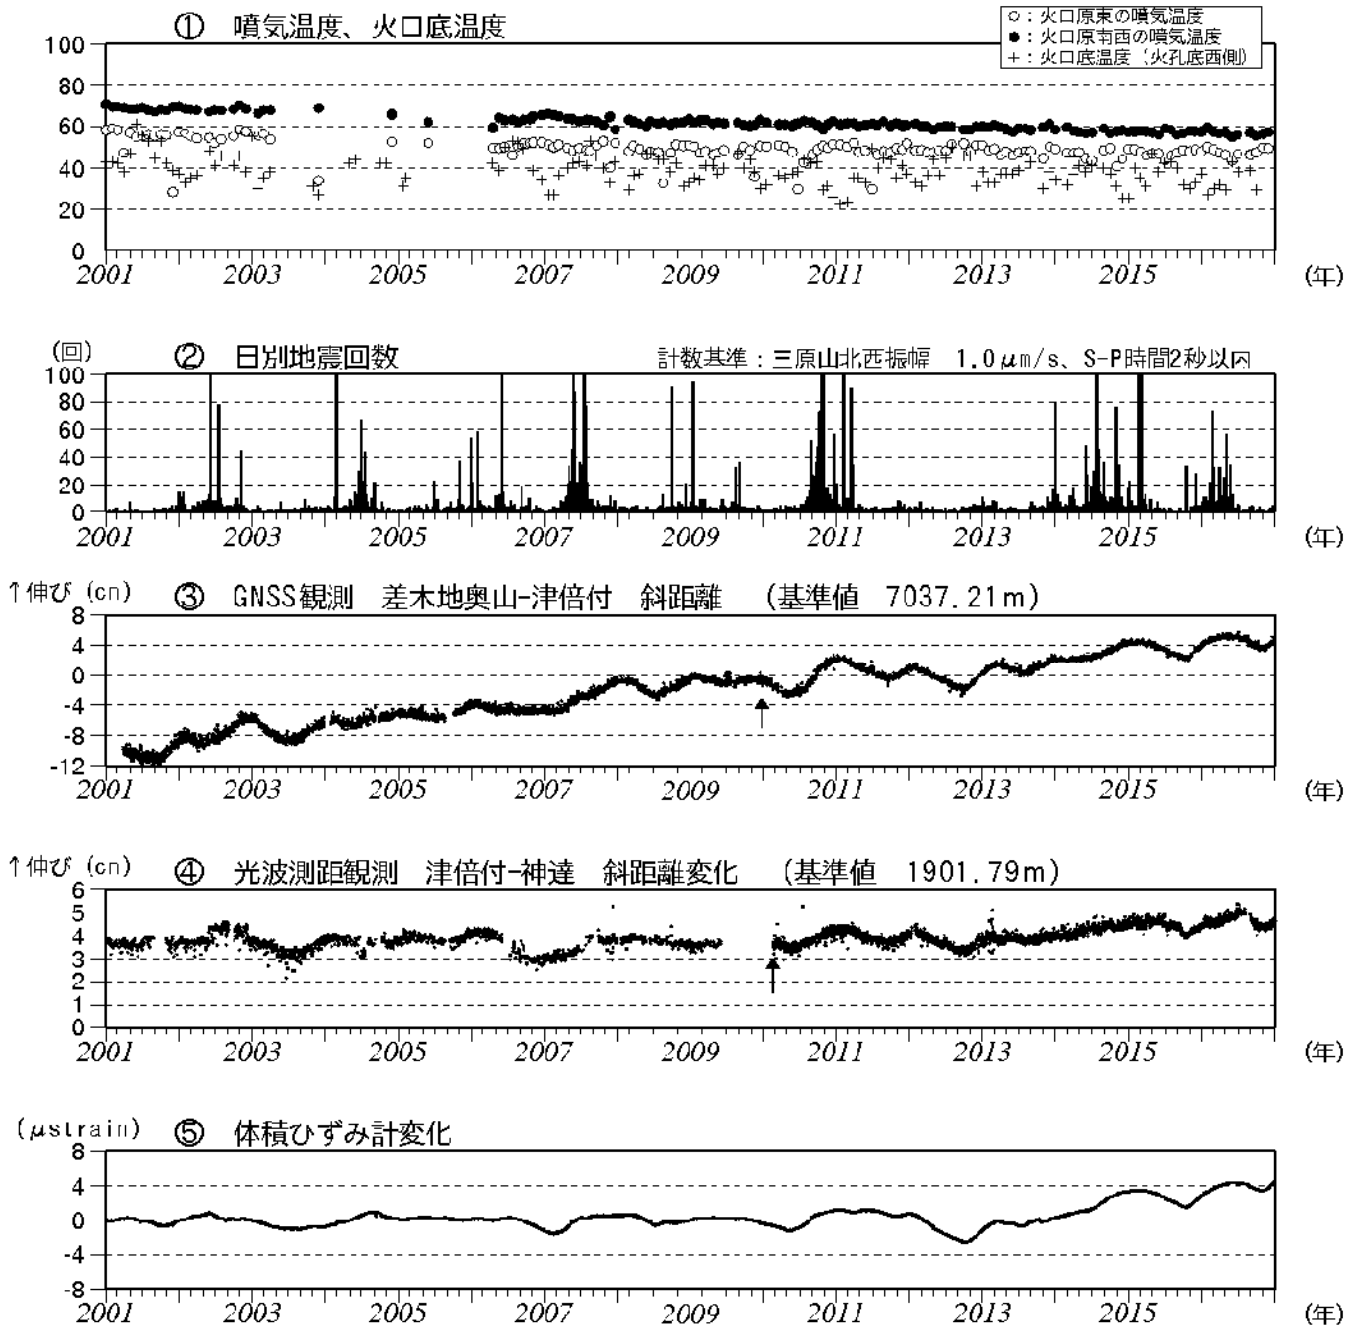 ① 噴気温度、火口底温度
○：火口原東の噴気温度
●：火口原南西の噴気温度
＋：火口底温度（火孔底西側）
100
80
60
40
20
0
2001 2003 2005 2007 2009 2011 2013 2015 (年)
(回) ② 日別地震回数 計数基準：三原山北西振幅 1.0μm/s、S-P時間2秒以内
100
80
60
40
20
0
2001 2003 2005 2007 2009 2011 2013 2015 (年)
↑伸び (cm) ③ GNSS観測 差木地奥山-津倍付 斜距離 (基準値 7037.21m)
8
4
0
-4
-8
-12
2001 2003 2005 2007 2009 2011 2013 2015 (年)
↑伸び (cm) ④ 光波測距観測 津倍付-神達 斜距離変化 (基準値 1901.79m)
6
5
4
3
2
1
0
2001 2003 2005 2007 2009 2011 2013 2015 (年)
(μstrain) ⑤ 体積ひずみ計変化
8
4
0
-4
-8
2001 2003 2005 2007 2009 2011 2013 2015 (年)